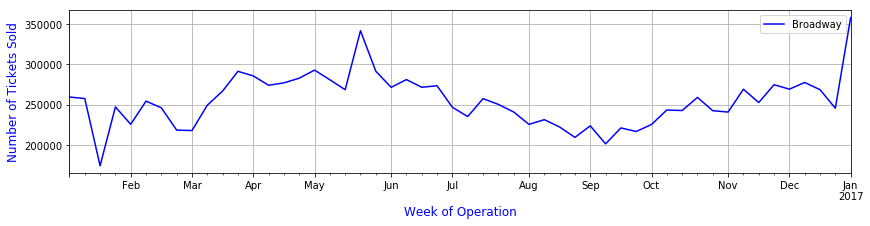 350000
300000
250000
200000
Number of Tickets Sold
Broadway
Feb Mar Apr May Jun Jul Aug Sep Oct Nov Dec Jan
2017
Week of Operation